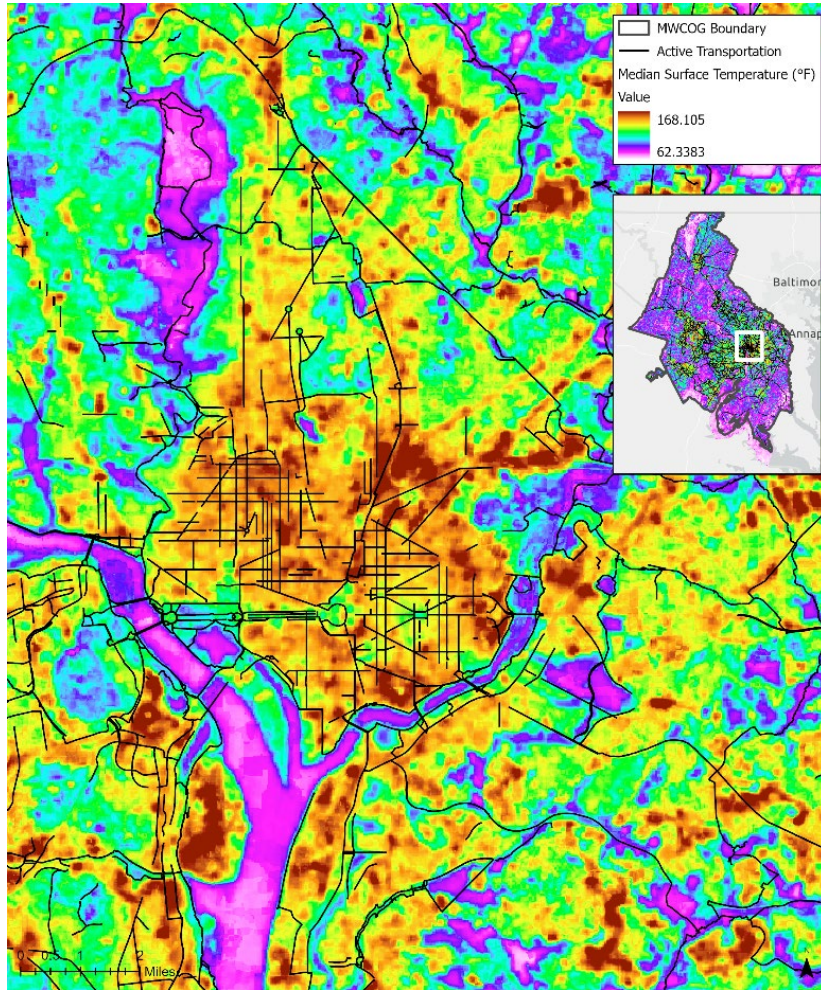 MWCOG Boundary
Active Transportation
Median Surface Temperature (°F)
Value
168.105
62.3383
Baltimor
Annap
0 0.5 1 2
Miles